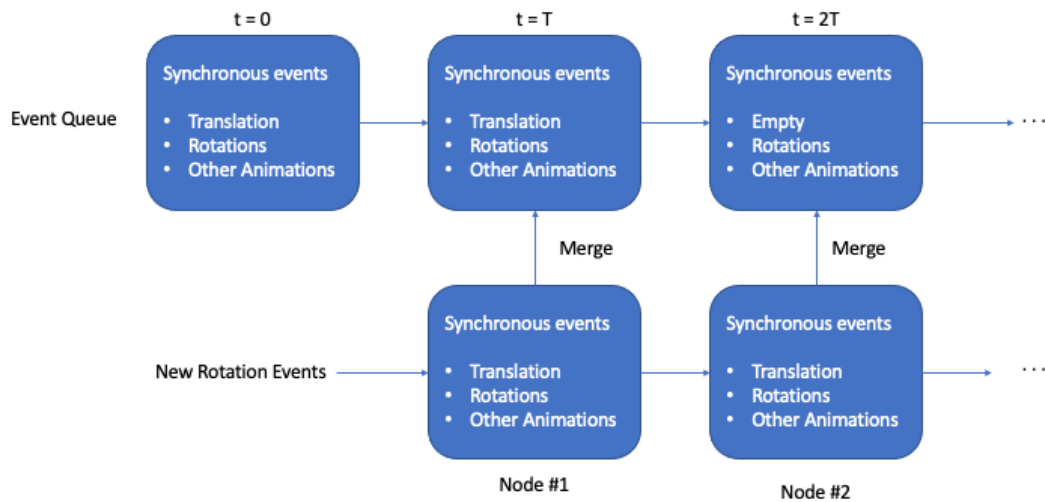 t = 0
t = T
t = 2T
Event Queue
Synchronous events
• Translation
• Rotations
• Other Animations
Synchronous events
• Translation
• Rotations
• Other Animations
Synchronous events
• Empty
• Rotations
• Other Animations
. . .
Merge
Merge
New Rotation Events
Synchronous events
• Translation
• Rotations
• Other Animations
Synchronous events
• Translation
• Rotations
• Other Animations
. . .
Node #1
Node #2